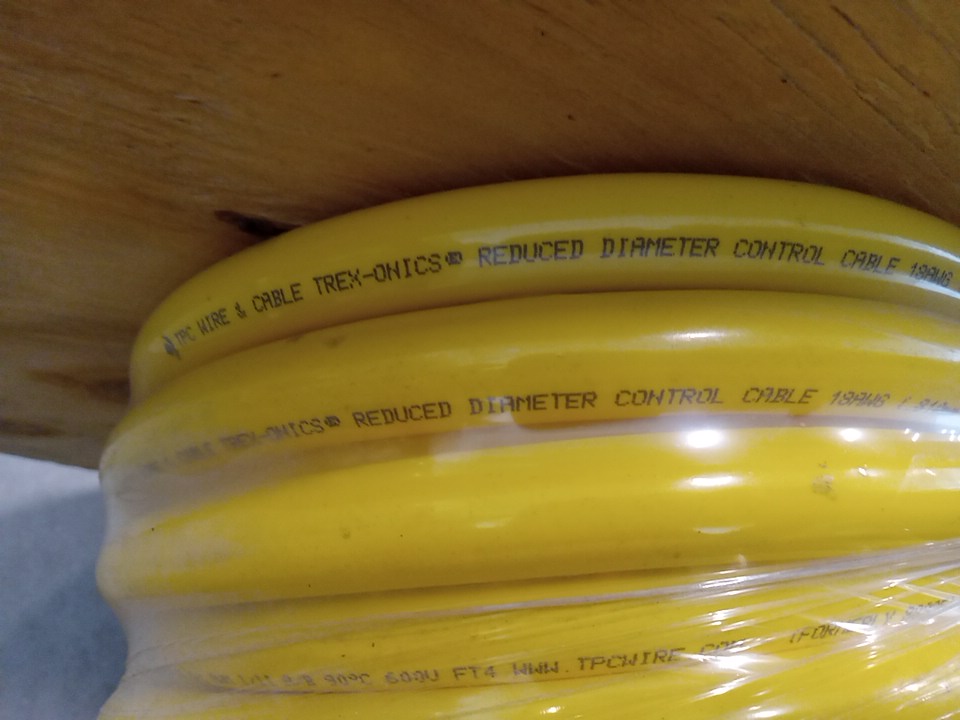 TPC WIRE & CABLE TREX-ONICS® REDUCED DIAMETER CONTROL CABLE 18AWG
TREX-ONICS® REDUCED DIAMETER CONTROL CABLE 18AWG /
90°C 600V FT4 WWW.TPCWIRE.COM (FORMERLY